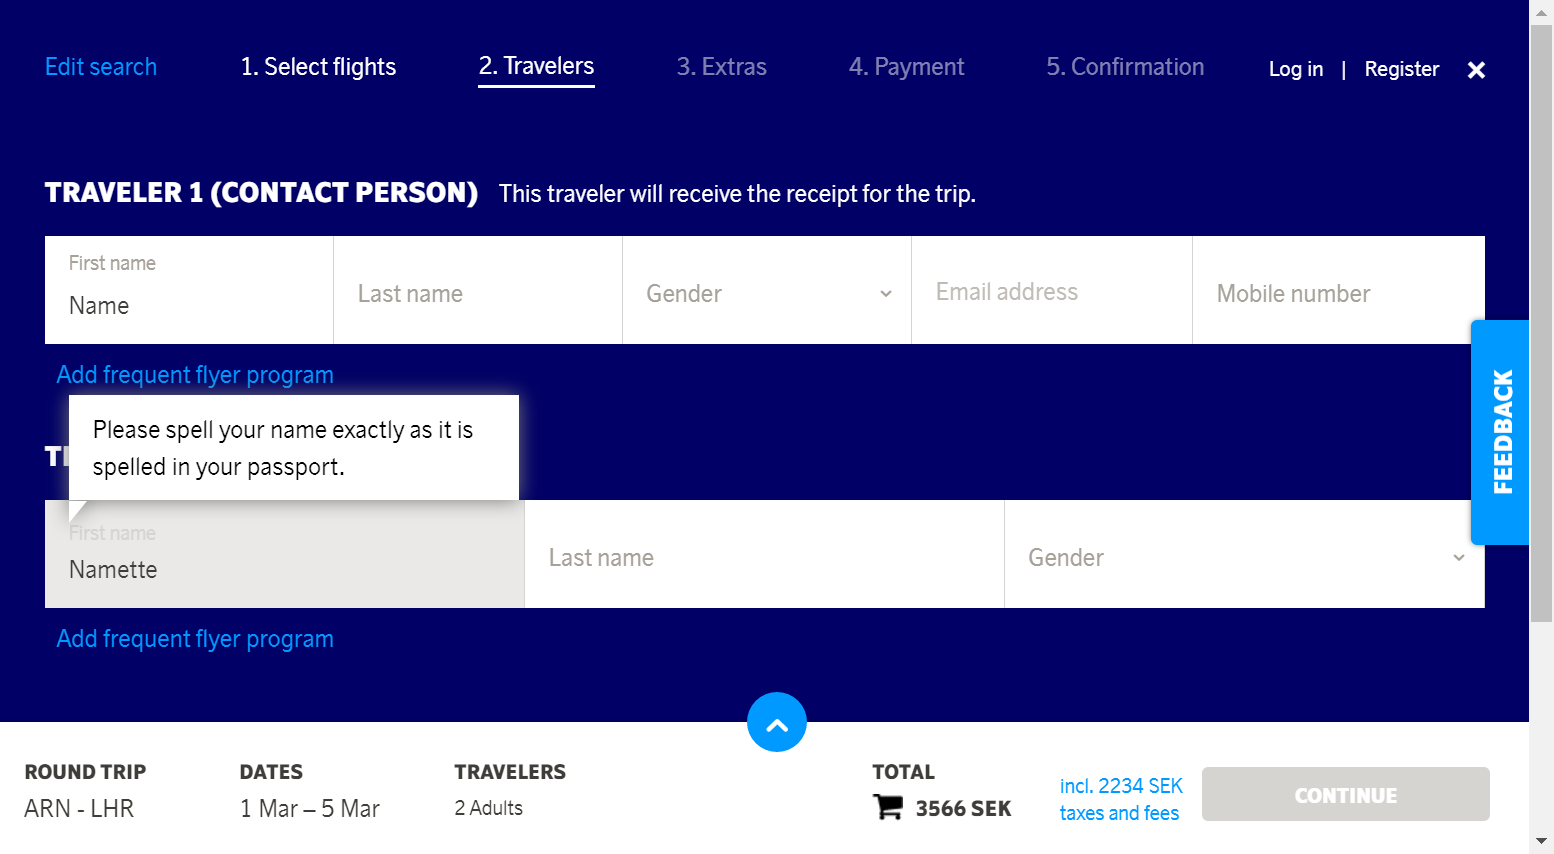 Edit search
1. Select flights
2. Travelers
3. Extras
4. Payment
5. Confirmation
Log in | Register
TRAVELER 1 (CONTACT PERSON) This traveler will receive the receipt for the trip.
First name
Name
Last name
Gender
Email address
Mobile number
Add frequent flyer program
Please spell your name exactly as it is
spelled in your passport.
First name
Namette
Last name
Gender
Add frequent flyer program
FEEDBACK
ROUND TRIP
ARN - LHR
DATES
1 Mar – 5 Mar
TRAVELERS
2 Adults
TOTAL
3566 SEK
incl. 2234 SEK
taxes and fees
CONTINUE